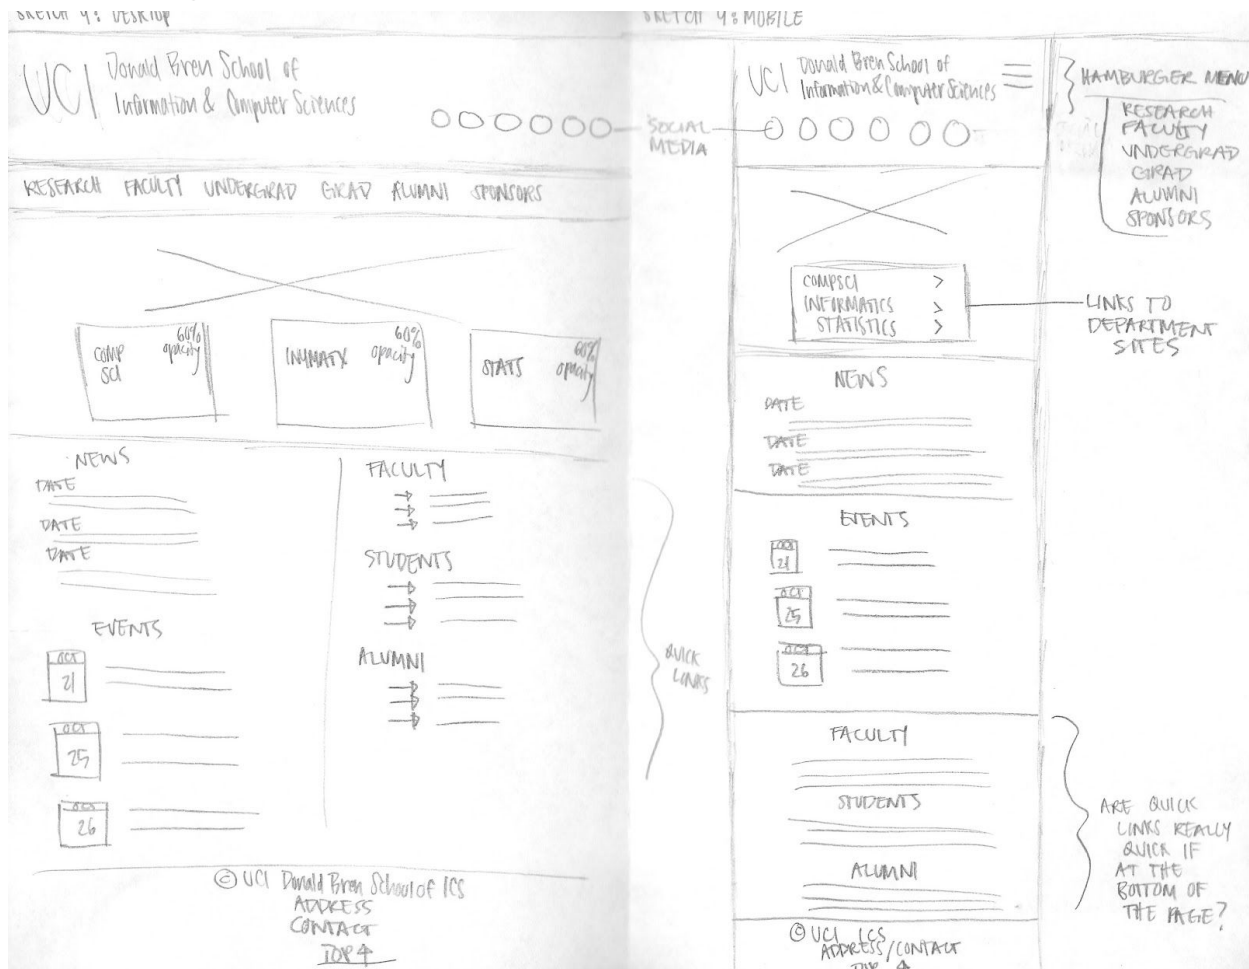 SKETCH 4: DESKTOP
UCI Donald Bren School of
Information & Computer Sciences
RESEARCH FACULTY UNDERGRAD GRAD ALUMNI SPONSORS
COMP
SCI
60%
opacity
60%
opacity
STATS
60%
opacity
NEWS
DATE
DATE
DATE
EVENTS
OCT
21
OCT
25
OCT
26
FACULTY
STUDENTS
ALUMNI
© UCI Donald Bren School of ICS
ADDRESS
CONTACT
TOP ↑
SOCIAL
MEDIA
QUICK
LINKS
SKETCH 4: MOBILE
UCI Donald Bren School of
Information & Computer Sciences
COMPSCI >
INFORMATICS >
STATISTICS >
NEWS
DATE
DATE
DATE
EVENTS
OCT
21
OCT
25
OCT
26
FACULTY
STUDENTS
ALUMNI
© UCI ICS
ADDRESS/CONTACT
TOP ↑
HAMBURGER MENU
RESEARCH
FACULTY
UNDERGRAD
GRAD
ALUMNI
SPONSORS
LINKS TO
DEPARTMENT
SITES
ARE QUICK
LINKS REALLY
QUICK IF
AT THE
BOTTOM OF
THE PAGE?